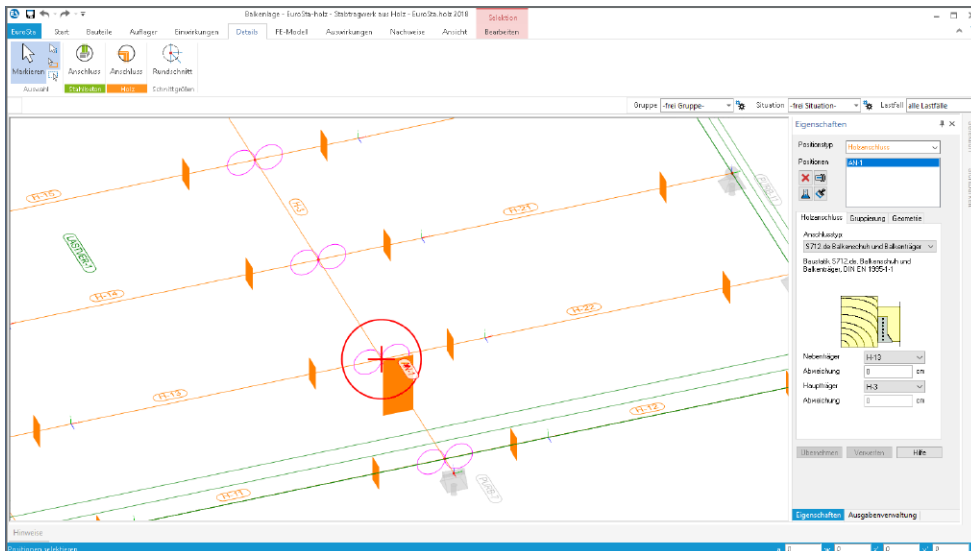 Balkenlage - EuroSta-holz - Stabtragwerk aus Holz - EuroSta.holz 2018
Selektion
EuroSta Start Bauteile Auflager Einwirkungen Details FE-Modell Auswirkungen Nachweise Ansicht Bearbeiten
Markieren Anschluss Anschluss Rundschnitt
Auswahl Stahlhafen Holz Schnittgrößen
Gruppe -frei Gruppe- Situation -frei Situation- Lastfall alle Lastfälle
Eigenschaften
Positionstyp Holzanschluss
Positionen AN-1
Holzanschluss Gruppierung Geometrie
Anschlusstyp:
S712.de Balkenschuh und Balkenträger
Baustatik S712.de, Balkenschuh und
Balkenträger, DIN EN 1995-1-1
Nebenträger H-13
Abweichung 0 cm
Hauptträger H-3
Abweichung 0 cm
Übernehmen Verwerfen Hilfe
Eigenschaften Ausgabenverwaltung
H-15
H-21
LASTVER-1
H-14
H-22
H-13
H-12
H-11
Hinweise
Positionen selektieren